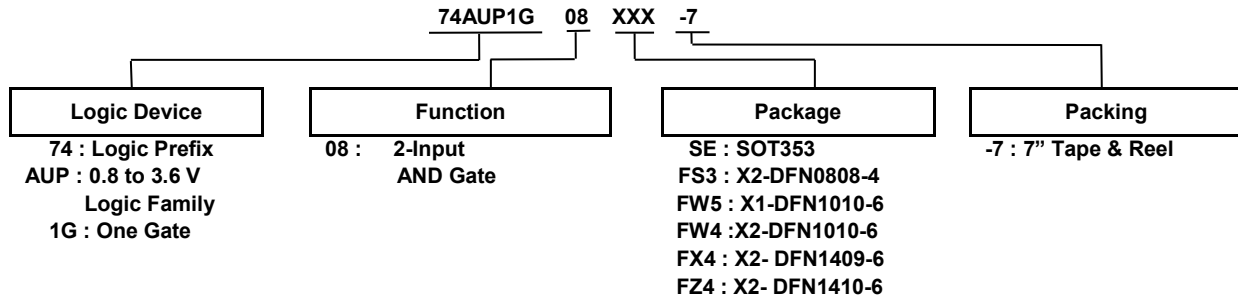 74AUP1G 08 XXX -7
Logic Device
74 : Logic Prefix
AUP : 0.8 to 3.6 V
Logic Family
1G : One Gate
Function
08 : 2-Input
AND Gate
Package
SE : SOT353
FS3 : X2-DFN0808-4
FW5 : X1-DFN1010-6
FW4 :X2-DFN1010-6
FX4 : X2- DFN1409-6
FZ4 : X2- DFN1410-6
Packing
-7 : 7” Tape & Reel